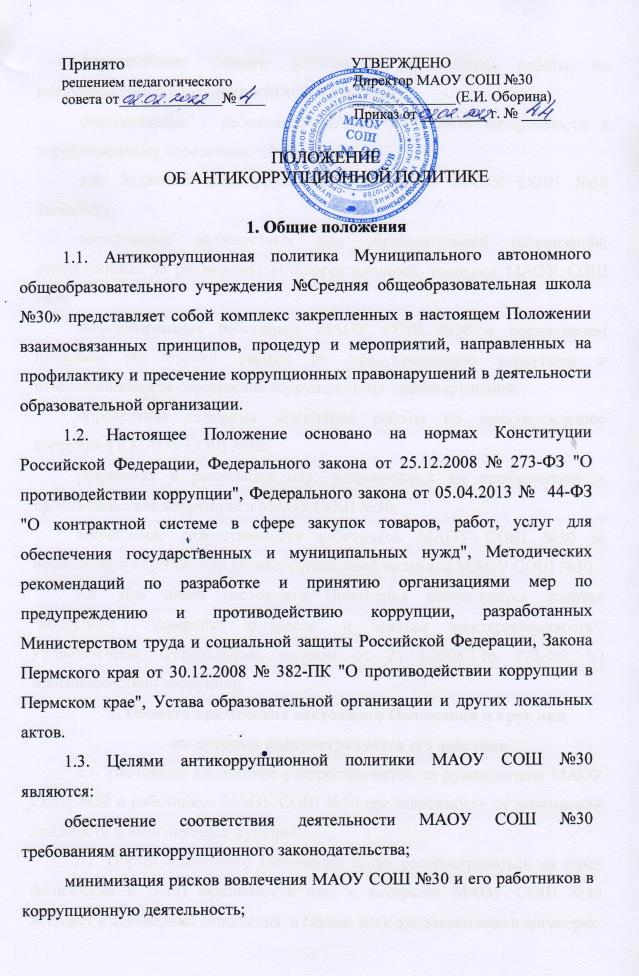 Принято
решением педагогического
совета от 02.02.2022 № 4
УТВЕРЖДЕНО
Директор МАОУ СОШ №30
(Е.И. Оборина)
Приказ от 02.02.2022 г. № 44
МАОУ
СОШ
№ 30
ПОЛОЖЕНИЕ
ОБ АНТИКОРРУПЦИОННОЙ ПОЛИТИКЕ
1. Общие положения
1.1. Антикоррупционная политика Муниципального автономного
общеобразовательного учреждения №Средняя общеобразовательная школа
№30» представляет собой комплекс закрепленных в настоящем Положении
взаимосвязанных принципов, процедур и мероприятий, направленных на
профилактику и пресечение коррупционных правонарушений в деятельности
образовательной организации.
1.2. Настоящее Положение основано на нормах Конституции
Российской Федерации, Федерального закона от 25.12.2008 № 273-ФЗ "О
противодействии коррупции", Федерального закона от 05.04.2013 № 44-ФЗ
"О контрактной системе в сфере закупок товаров, работ, услуг для
обеспечения государственных и муниципальных нужд", Методических
рекомендаций по разработке и принятию организациями мер по
предупреждению и противодействию коррупции, разработанных
Министерством труда и социальной защиты Российской Федерации, Закона
Пермского края от 30.12.2008 № 382-ПК "О противодействии коррупции в
Пермском крае", Устава образовательной организации и других локальных
актов.
1.3. Целями антикоррупционной политики МАОУ СОШ №30
являются:
обеспечение соответствия деятельности МАОУ СОШ №30
требованиям антикоррупционного законодательства;
минимизация рисков вовлечения МАОУ СОШ №30 и его работников в
коррупционную деятельность;